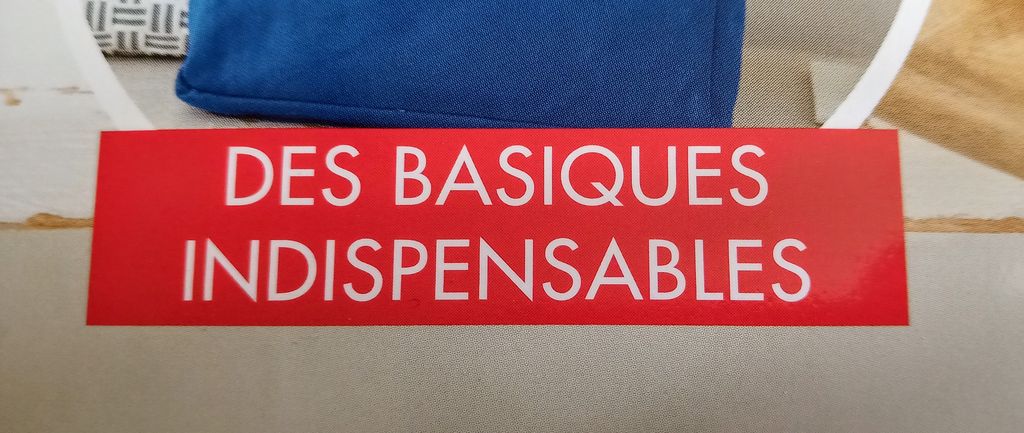 DES BASIQUES
INDISPENSABLES